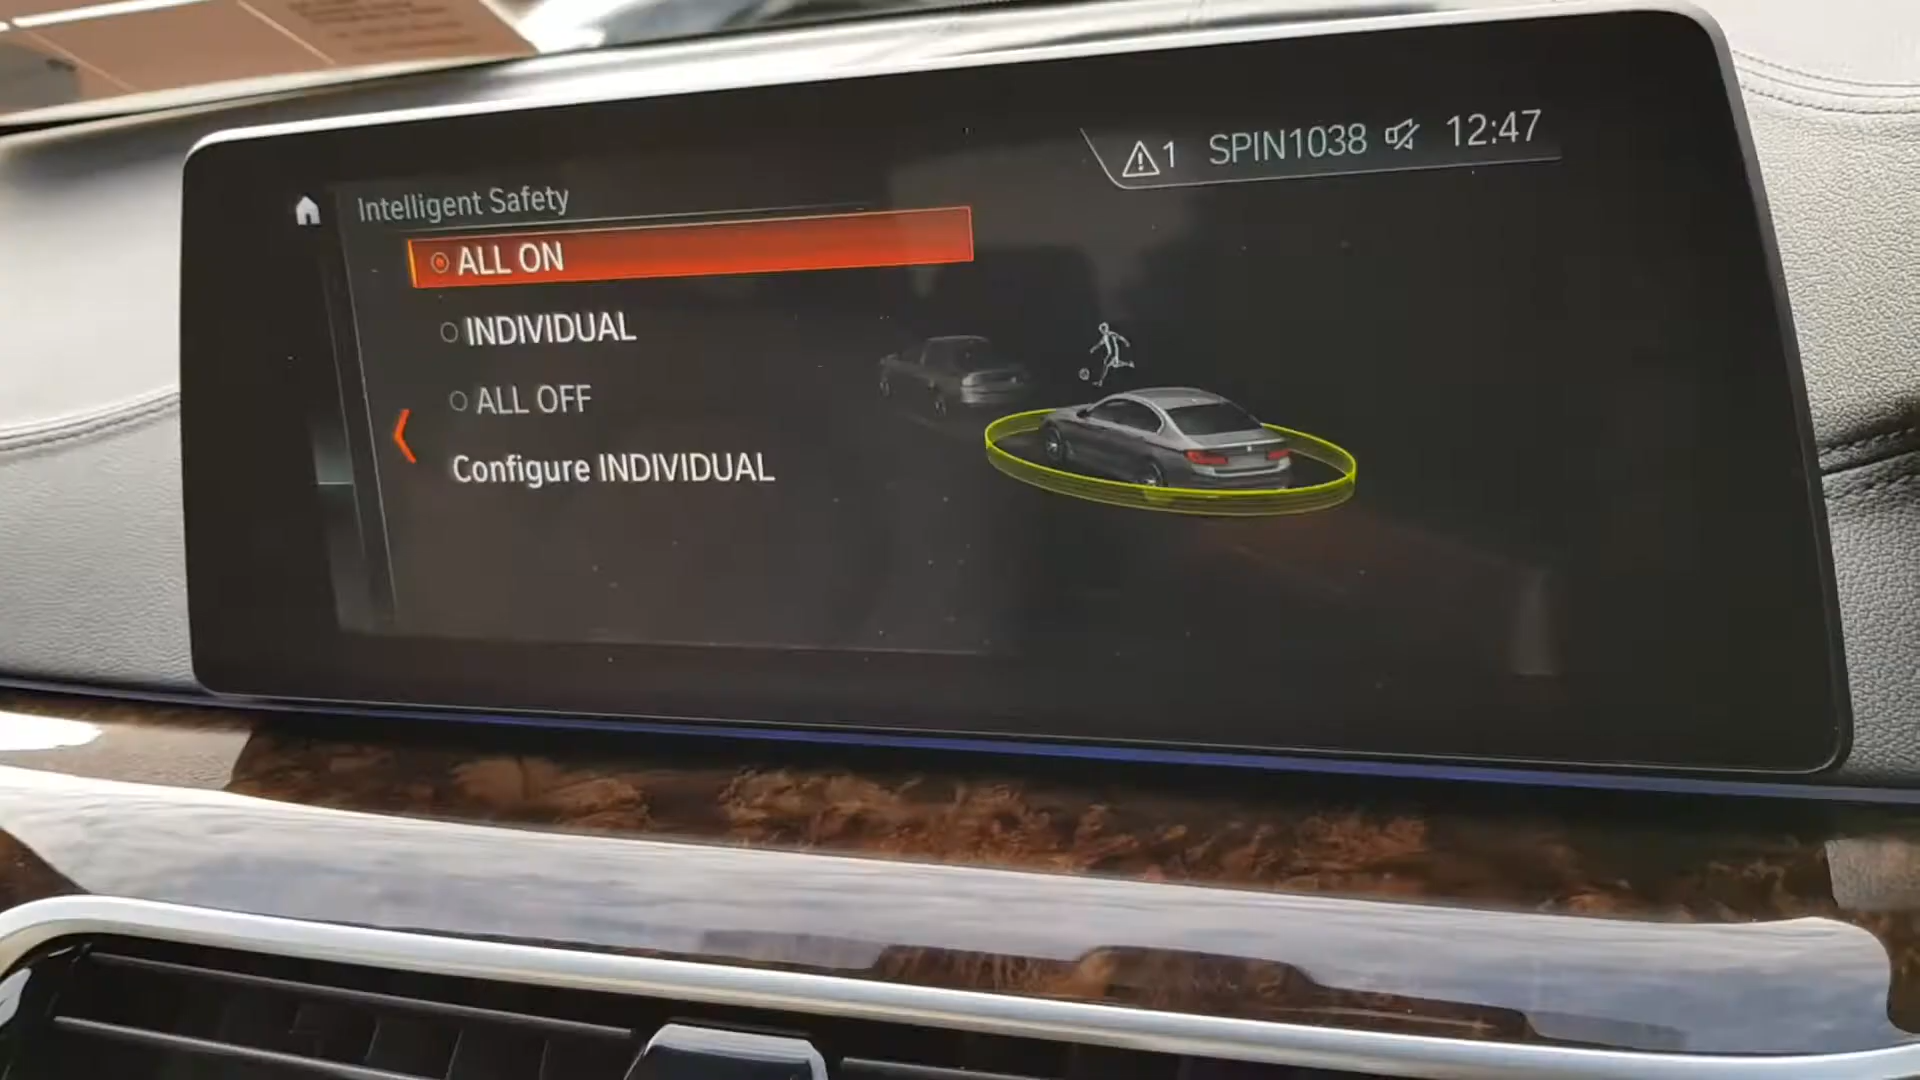 1 SPIN1038 12:47
Intelligent Safety
ALL ON
INDIVIDUAL
ALL OFF
Configure INDIVIDUAL